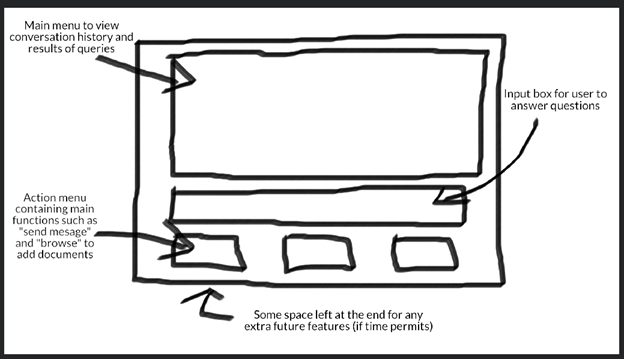 Main menu to view
conversation history and
results of queries
Input box for user to
answer questions
Action menu
containing main
functions such as
"send mesage"
and "browse" to
add documents
Some space left at the end for any
extra future features (if time permits)